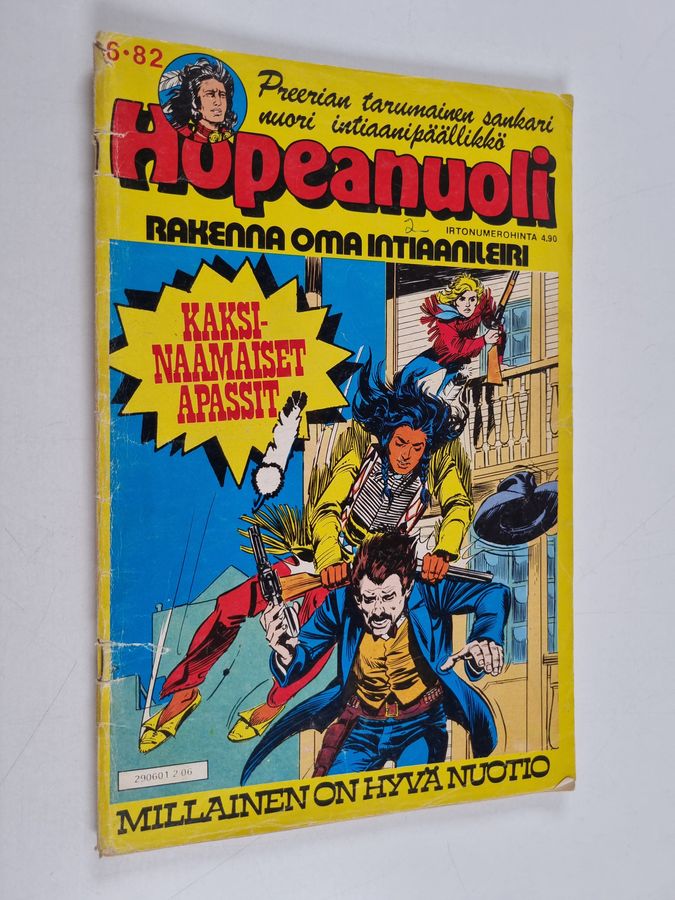 6•82
Preerian tarumainen sankari
nuori intiaanipäällikkö
Hopeanuoli
2
IRTONUMEROHINTA 4.90
RAKENNA OMA INTIAANILEIRI
KAKSI-
NAAMAISET
APASSIT
290601 2 06
MILLAINEN ON HYVÄ NUOTIO